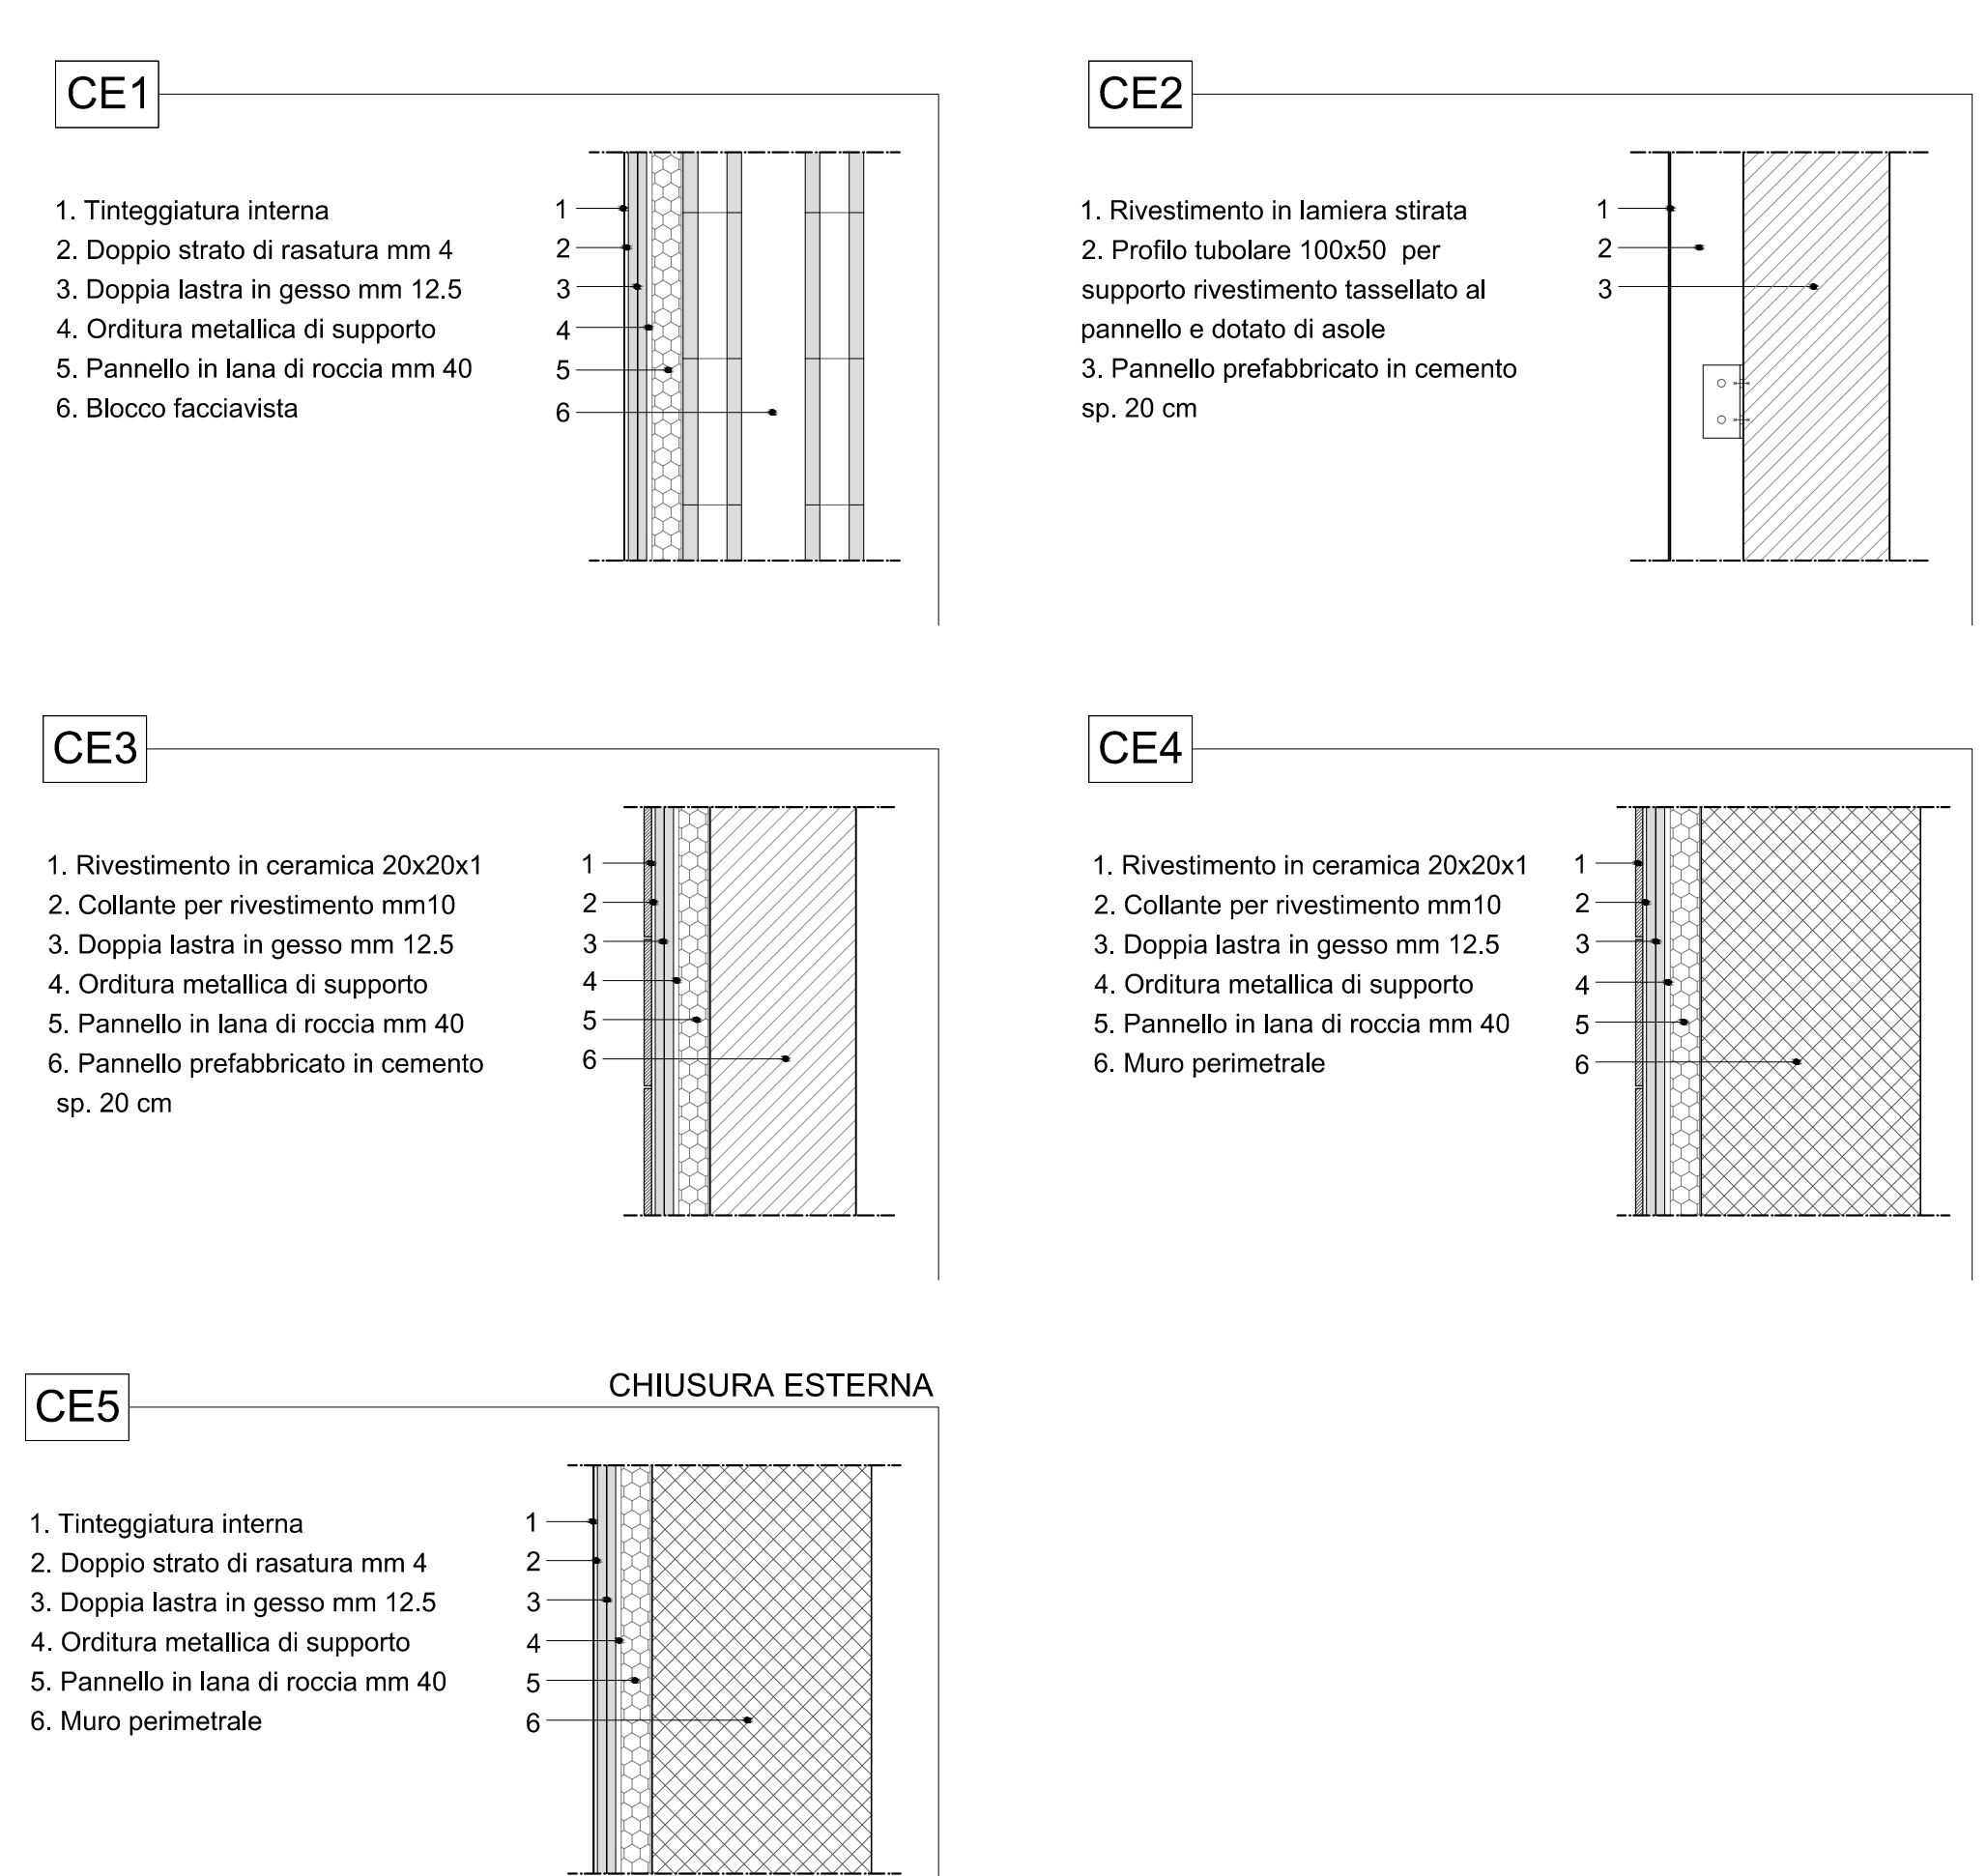 CE1
1. Tinteggiatura interna
2. Doppio strato di rasatura mm 4
3. Doppia lastra in gesso mm 12.5
4. Orditura metallica di supporto
5. Pannello in lana di roccia mm 40
6. Blocco facciavista
1
2
3
4
5
6
CE2
1. Rivestimento in lamiera stirata
2. Profilo tubolare 100x50 per
supporto rivestimento tassellato al
pannello e dotato di asole
3. Pannello prefabbricato in cemento
sp. 20 cm
1
2
3
CE3
1. Rivestimento in ceramica 20x20x1
2. Collante per rivestimento mm10
3. Doppia lastra in gesso mm 12.5
4. Orditura metallica di supporto
5. Pannello in lana di roccia mm 40
6. Pannello prefabbricato in cemento
sp. 20 cm
1
2
3
4
5
6
CE4
1. Rivestimento in ceramica 20x20x1
2. Collante per rivestimento mm10
3. Doppia lastra in gesso mm 12.5
4. Orditura metallica di supporto
5. Pannello in lana di roccia mm 40
6. Muro perimetrale
1
2
3
4
5
6
CE5
CHIUSURA ESTERNA
1. Tinteggiatura interna
2. Doppio strato di rasatura mm 4
3. Doppia lastra in gesso mm 12.5
4. Orditura metallica di supporto
5. Pannello in lana di roccia mm 40
6. Muro perimetrale
1
2
3
4
5
6